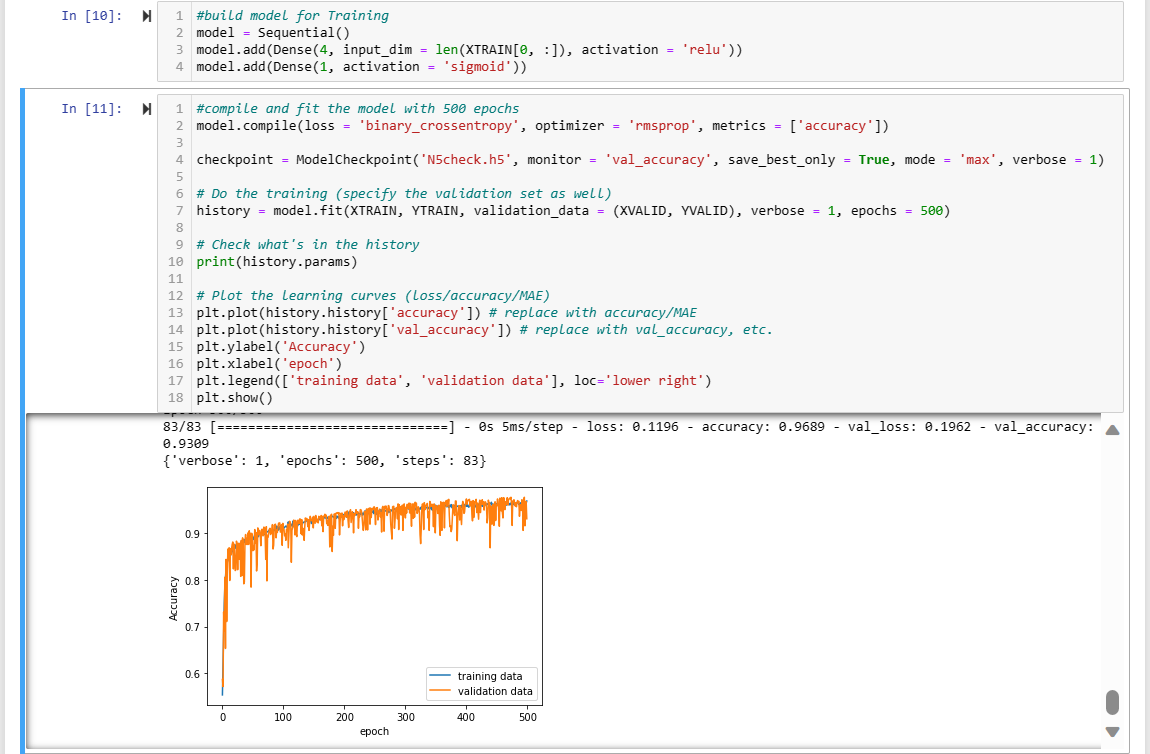 In [10]:
1 #build model for Training
2 model = Sequential()
3 model.add(Dense(4, input_dim = len(XTRAIN[0, :]), activation = 'relu'))
4 model.add(Dense(1, activation = 'sigmoid'))
In [11]:
1 #compile and fit the model with 500 epochs
2 model.compile(loss = 'binary_crossentropy', optimizer = 'rmsprop', metrics = ['accuracy'])
3
4 checkpoint = ModelCheckpoint('N5check.h5', monitor = 'val_accuracy', save_best_only = True, mode = 'max', verbose = 1)
5
6 # Do the training (specify the validation set as well)
7 history = model.fit(XTRAIN, YTRAIN, validation_data = (XVALID, YVALID), verbose = 1, epochs = 500)
8
9 # Check what's in the history
10 print(history.params)
11
12 # Plot the learning curves (loss/accuracy/MAE)
13 plt.plot(history.history['accuracy']) # replace with accuracy/MAE
14 plt.plot(history.history['val_accuracy']) # replace with val_accuracy, etc.
15 plt.ylabel('Accuracy')
16 plt.xlabel('epoch')
17 plt.legend(['training data', 'validation data'], loc='lower right')
18 plt.show()
83/83 [==============================] - 0s 5ms/step - loss: 0.1196 - accuracy: 0.9689 - val_loss: 0.1962 - val_accuracy:
0.9309
{'verbose': 1, 'epochs': 500, 'steps': 83}
0.9
0.8
0.7
0.6
Accuracy
training data
validation data
0 100 200 300 400 500
epoch